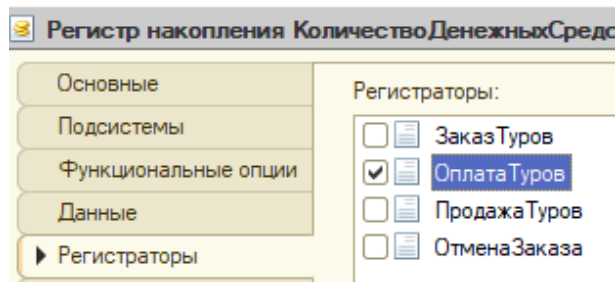 Регистр накопления КоличествоДенежныхСредс
Основные
Подсистемы
Функциональные опции
Данные
Регистраторы
Регистраторы:
ЗаказТуров
ОплатаТуров
ПродажаТуров
ОтменаЗаказа